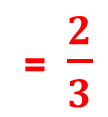 = 2/3